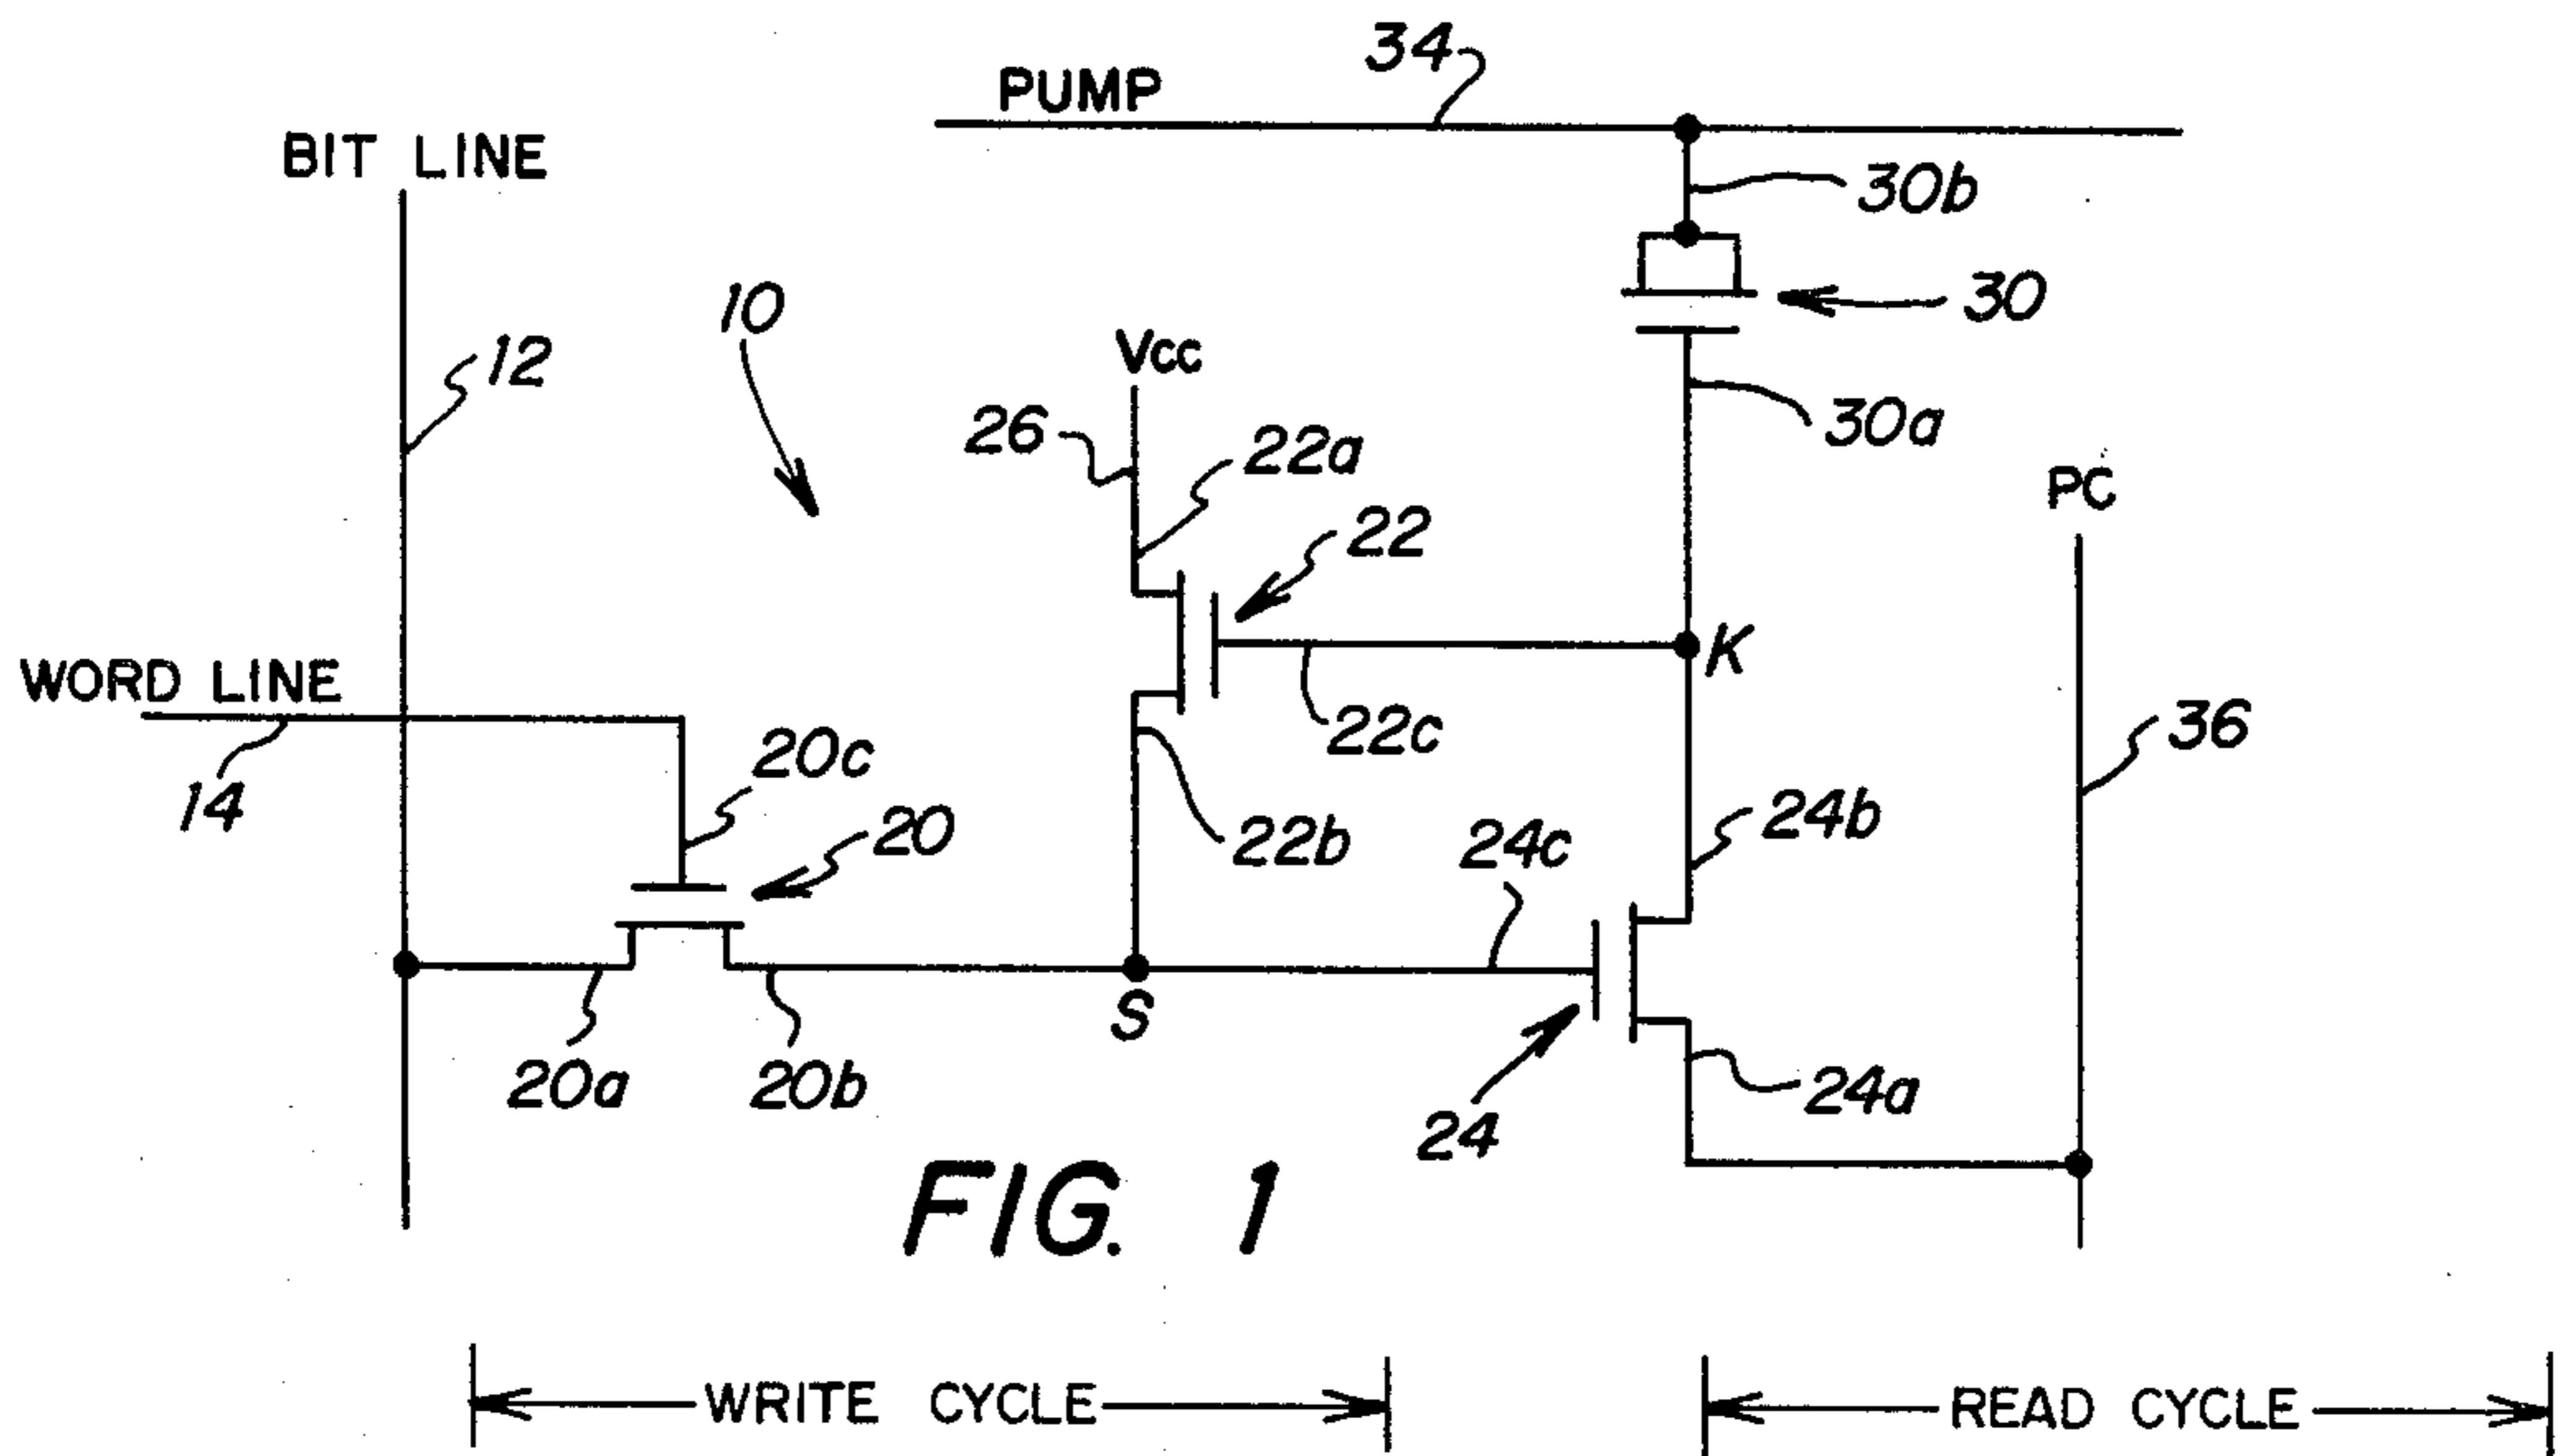 34
PUMP
BIT LINE
30b
10
30
12
Vcc
26
22a
30a
PC
22
K
WORD LINE
22c
36
20c
14
24b
20
22b
24c
S
20a
20b
24
24a
FIG. 1
WRITE CYCLE
READ CYCLE